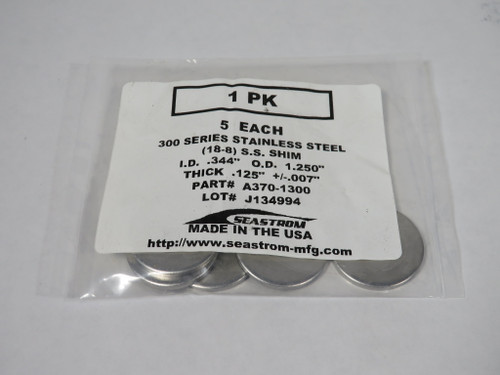 1 PK
5 EACH
300 SERIES STAINLESS STEEL
(18-8) S.S. SHIM
I.D. .344" O.D. 1.250"
THICK .125" +/-.007"
PART# A370-1300
LOT# J134994
SEASTROM
MADE IN THE USA
http://www.seastrom-mfg.com